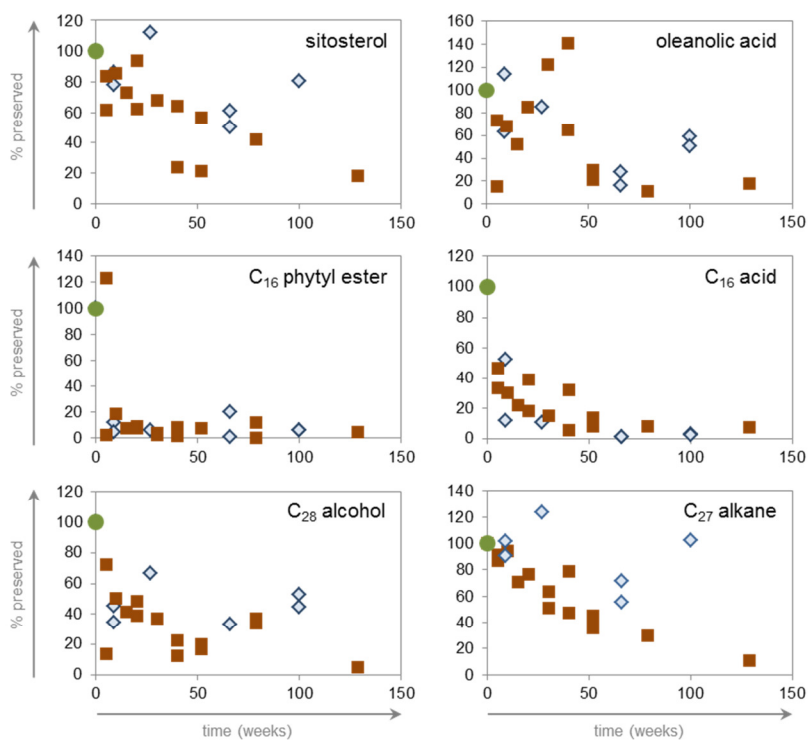 sitosterol
120
100
80
60
40
20
0
0 50 100 150
% preserved
oleanolic acid
160
140
120
100
80
60
40
20
0
0 50 100 150
C₁₆ phytyl ester
140
120
100
80
60
40
20
0
0 50 100 150
% preserved
C₁₆ acid
120
100
80
60
40
20
0
0 50 100 150
C₂₈ alcohol
120
100
80
60
40
20
0
0 50 100 150
% preserved
time (weeks)
C₂₇ alkane
140
120
100
80
60
40
20
0
0 50 100 150
time (weeks)